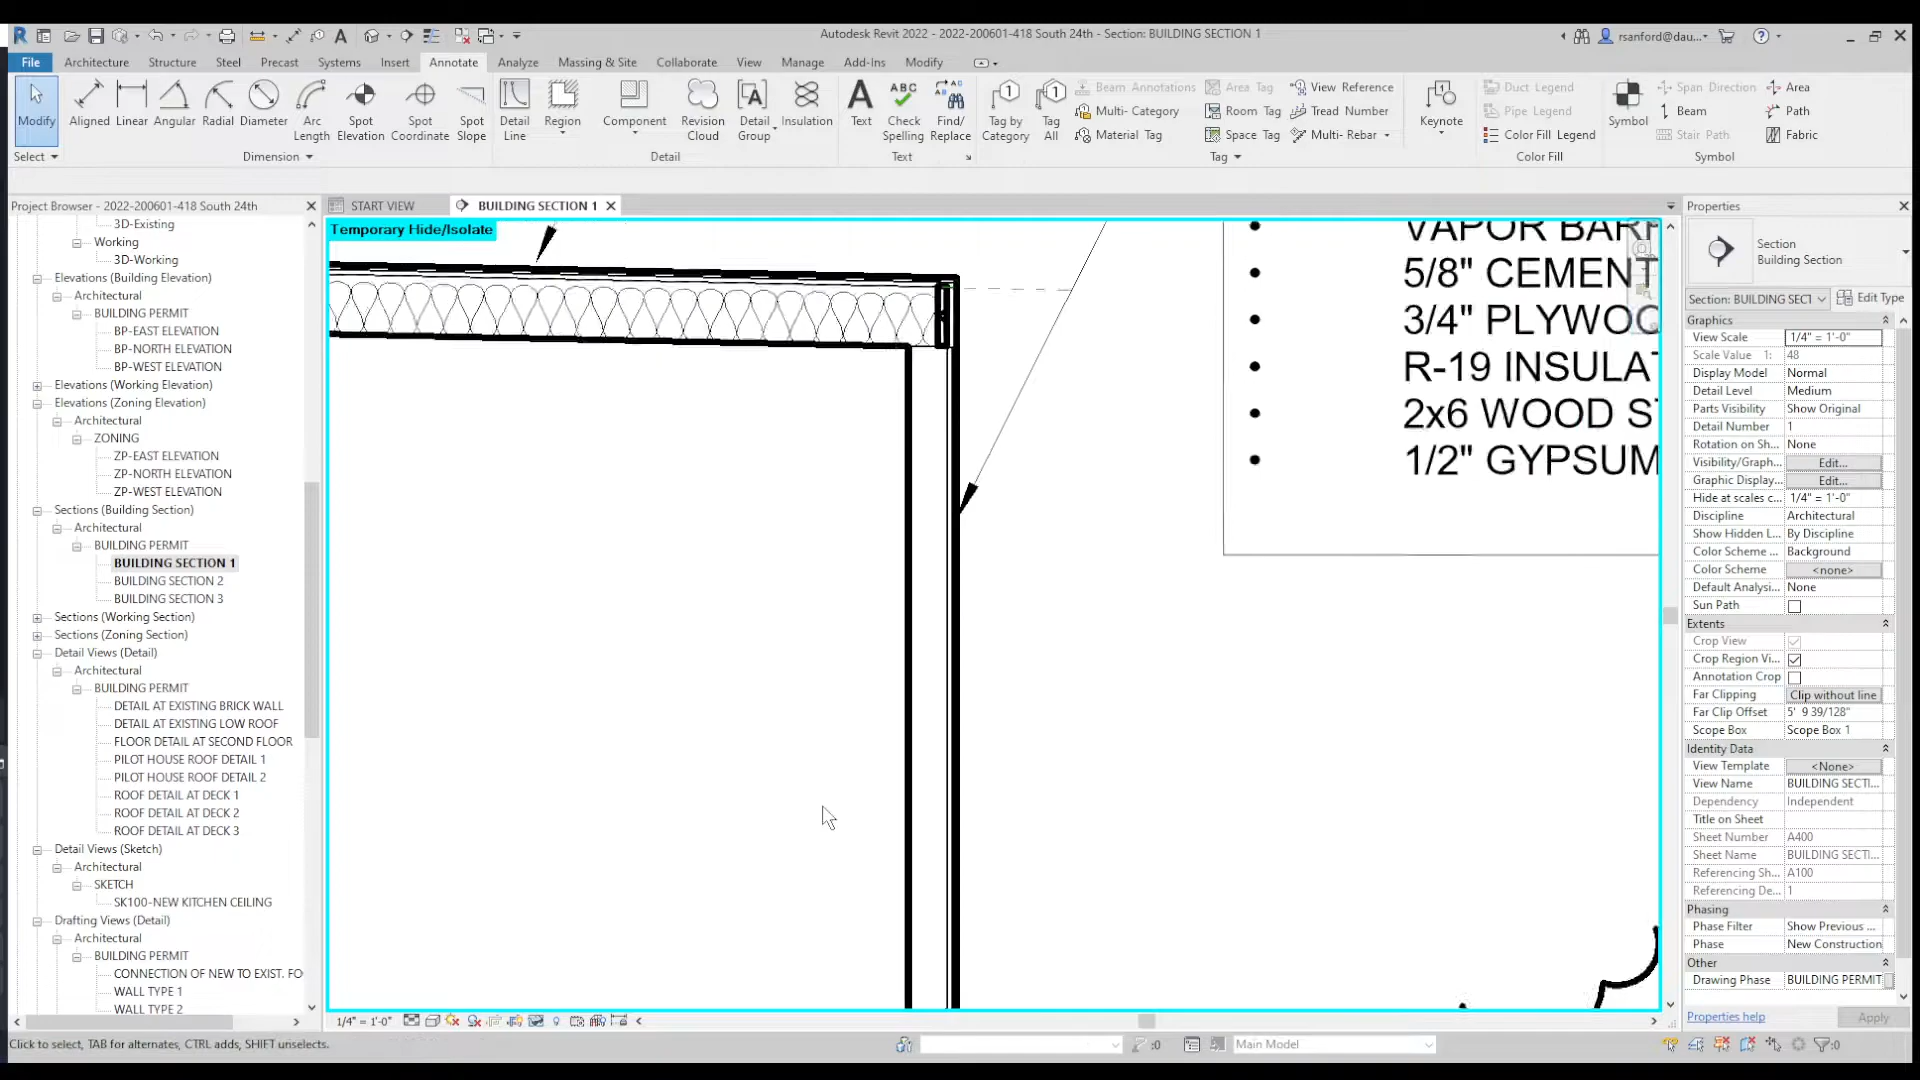 Autodesk Revit 2022 - 2022-200601-418 South 24th - Section: BUILDING SECTION 1
rsanford@dau...
File Architecture Structure Steel Precast Systems Insert Annotate Analyze Massing & Site Collaborate View Manage Add-Ins Modify
Modify
Select
Aligned Linear Angular Radial Diameter Arc Length Spot Elevation Spot Coordinate Spot Slope
Dimension
Detail Line Region Component Revision Cloud Detail Group Insulation
Detail
Text Check Spelling Find/ Replace
Text
Tag by Category Tag All Beam Annotations Multi- Category Material Tag Area Tag Room Tag Space Tag View Reference Tread Number Multi- Rebar
Tag
Keynote
Duct Legend
Pipe Legend
Color Fill Legend
Color Fill
Symbol Span Direction Beam Stair Path Area Path Fabric
Symbol
Project Browser - 2022-200601-418 South 24th
3D-Existing
Working
3D-Working
Elevations (Building Elevation)
Architectural
BUILDING PERMIT
BP-EAST ELEVATION
BP-NORTH ELEVATION
BP-WEST ELEVATION
Elevations (Working Elevation)
Elevations (Zoning Elevation)
Architectural
ZONING
ZP-EAST ELEVATION
ZP-NORTH ELEVATION
ZP-WEST ELEVATION
Sections (Building Section)
Architectural
BUILDING PERMIT
BUILDING SECTION 1
BUILDING SECTION 2
BUILDING SECTION 3
Sections (Working Section)
Sections (Zoning Section)
Detail Views (Detail)
Architectural
BUILDING PERMIT
DETAIL AT EXISTING BRICK WALL
DETAIL AT EXISTING LOW ROOF
FLOOR DETAIL AT SECOND FLOOR
PILOT HOUSE ROOF DETAIL 1
PILOT HOUSE ROOF DETAIL 2
ROOF DETAIL AT DECK 1
ROOF DETAIL AT DECK 2
ROOF DETAIL AT DECK 3
Detail Views (Sketch)
Architectural
SKETCH
SK100-NEW KITCHEN CEILING
Drafting Views (Detail)
Architectural
BUILDING PERMIT
CONNECTION OF NEW TO EXIST. FO
WALL TYPE 1
WALL TYPE 2
START VIEW
BUILDING SECTION 1
Temporary Hide/Isolate
VAPOR BARR
5/8" CEMENT
3/4" PLYWOO
R-19 INSULAT
2x6 WOOD ST
1/2" GYPSUM
Properties
Section
Building Section
Section: BUILDING SECT Edit Type
Graphics
View Scale 1/4" = 1'-0"
Scale Value 1: 48
Display Model Normal
Detail Level Medium
Parts Visibility Show Original
Detail Number 1
Rotation on Sh... None
Visibility/Graph... Edit...
Graphic Display... Edit...
Hide at scales c... 1/4" = 1'-0"
Discipline Architectural
Show Hidden L... By Discipline
Color Scheme ... Background
Color Scheme <none>
Default Analysi... None
Sun Path
Extents
Crop View
Crop Region Vi...
Annotation Crop
Far Clipping Clip without line
Far Clip Offset 5' 9 39/128"
Scope Box Scope Box 1
Identity Data
View Template <None>
View Name BUILDING SECTI...
Dependency Independent
Title on Sheet
Sheet Number A400
Sheet Name BUILDING SECTI...
Referencing Sh... A100
Referencing De... 1
Phasing
Phase Filter Show Previous ...
Phase New Construction
Other
Drawing Phase BUILDING PERMIT
Properties help Apply
1/4" = 1'-0"
Click to select, TAB for alternates, CTRL adds, SHIFT unselects.
:0
Main Model
:0